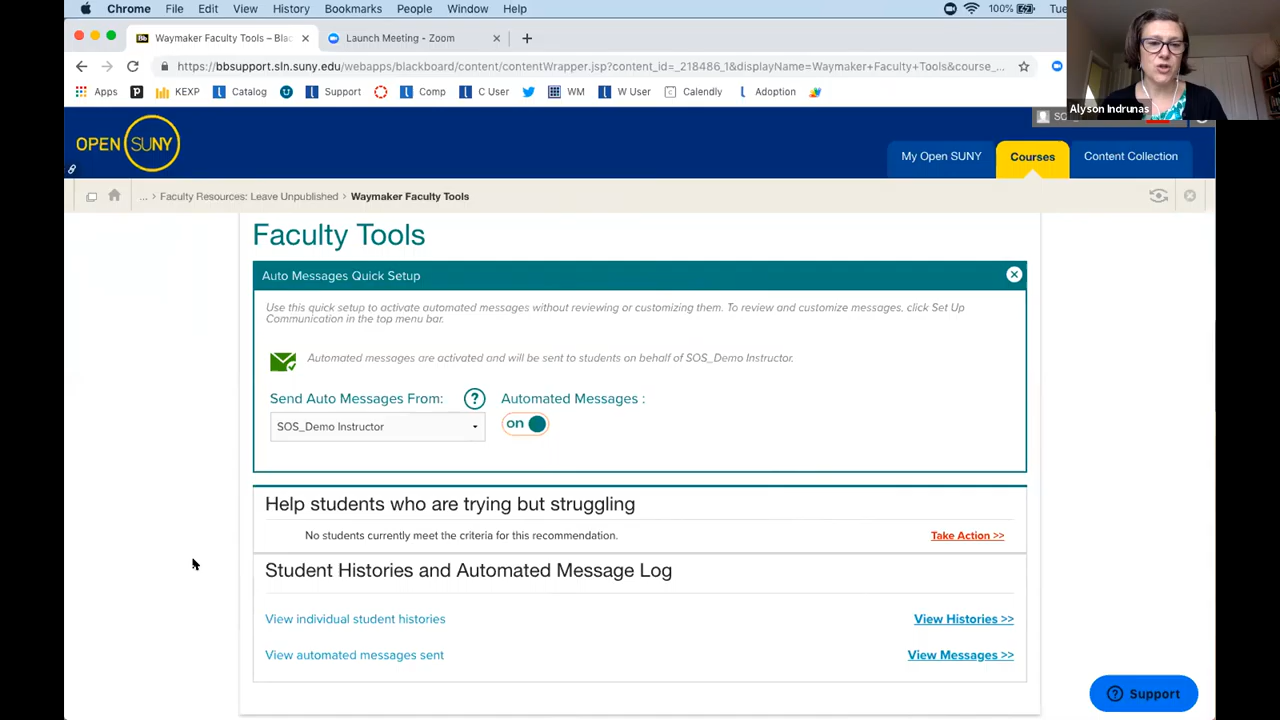 Chrome File Edit View History Bookmarks People Window Help 100% Tue
Waymaker Faculty Tools – Blac
Launch Meeting - Zoom
https://bbsupport.sln.suny.edu/webapps/blackboard/content/contentWrapper.jsp?content_id=_218486_1&displayName=Waymaker+Faculty+Tools&course_...
Apps KEXP Catalog Support Comp C User WM W User Calendly Adoption
Alyson Indrunas
OPEN SUNY
My Open SUNY Courses Content Collection
... > Faculty Resources: Leave Unpublished > Waymaker Faculty Tools
Faculty Tools
Auto Messages Quick Setup
Use this quick setup to activate automated messages without reviewing or customizing them. To review and customize messages, click Set Up
Communication in the top menu bar.
Automated messages are activated and will be sent to students on behalf of SOS_Demo Instructor.
Send Auto Messages From: ? Automated Messages :
SOS_Demo Instructor on
Help students who are trying but struggling
No students currently meet the criteria for this recommendation. Take Action >>
Student Histories and Automated Message Log
View individual student histories View Histories >>
View automated messages sent View Messages >>
? Support